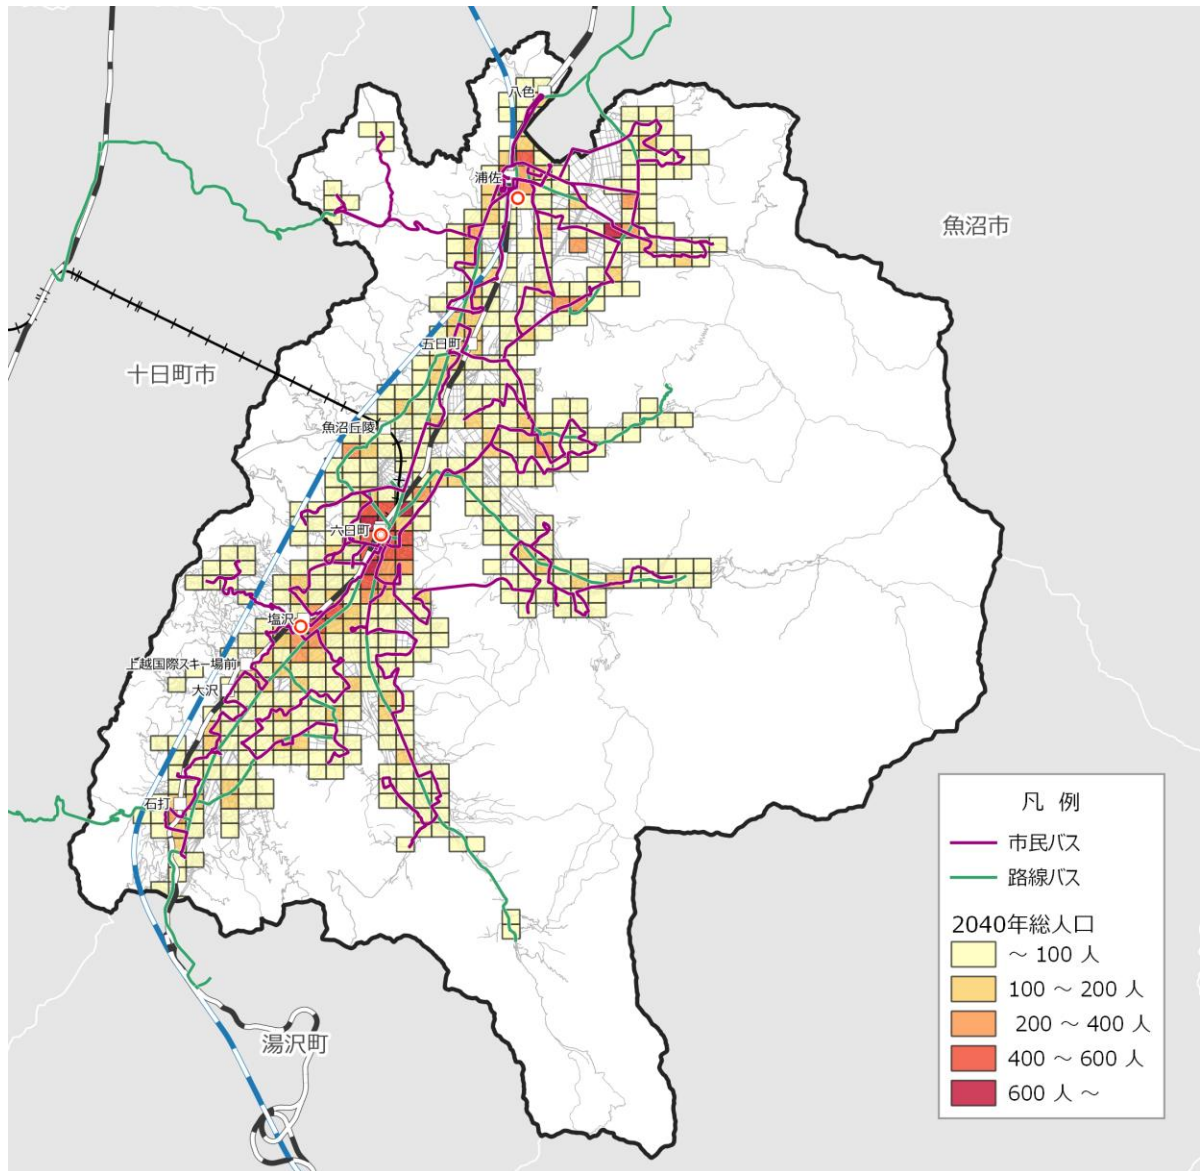 八色
浦佐
魚沼市
五日町
十日町市
魚沼丘陵
六日町
塩沢
上越国際スキー場前
大沢
石打
湯沢町
凡 例
市民バス
路線バス
2040年総人口
～ 100 人
100 ～ 200 人
200 ～ 400 人
400 ～ 600 人
600 人 ～